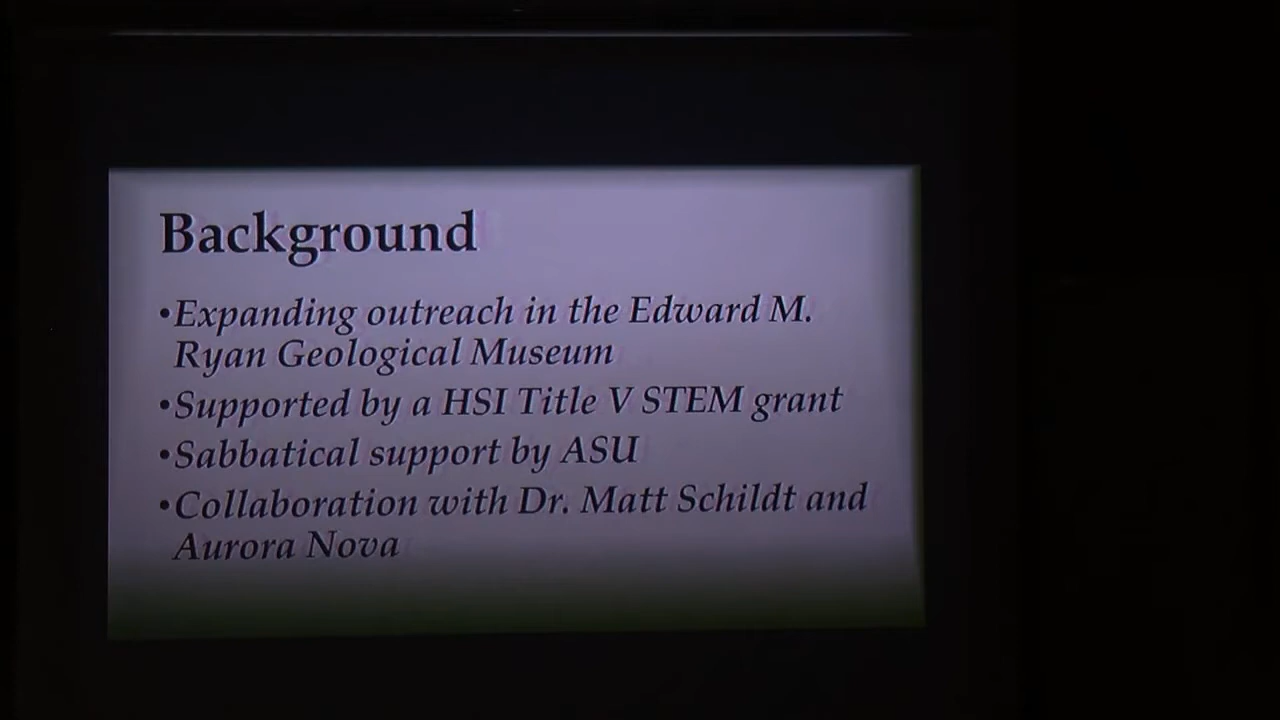 Background
•Expanding outreach in the Edward M.
Ryan Geological Museum
•Supported by a HSI Title V STEM grant
•Sabbatical support by ASU
•Collaboration with Dr. Matt Schildt and
Aurora Nova